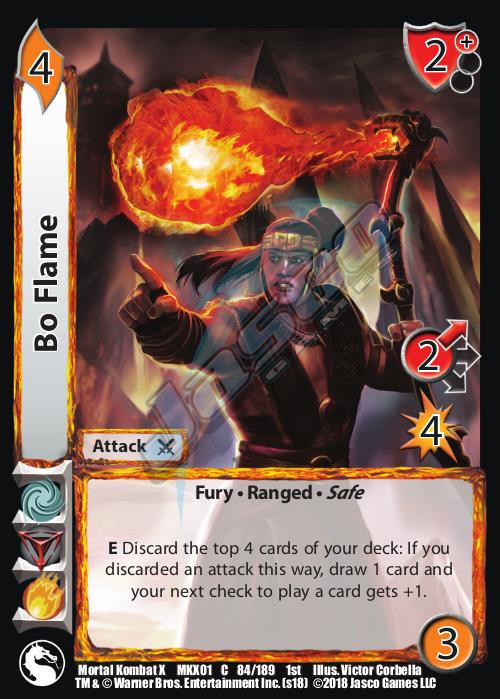 4
2
+
Bo Flame
2
4
Attack
Fury • Ranged • Safe
E Discard the top 4 cards of your deck: If you
discarded an attack this way, draw 1 card and
your next check to play a card gets +1.
3
Mortal Kombat X MKX01 C 84/189 1st Illus. Victor Corbella
TM & © Warner Bros. Entertainment Inc. (s18) ©2018 Jasco Games LLC
Jasco
GAMES